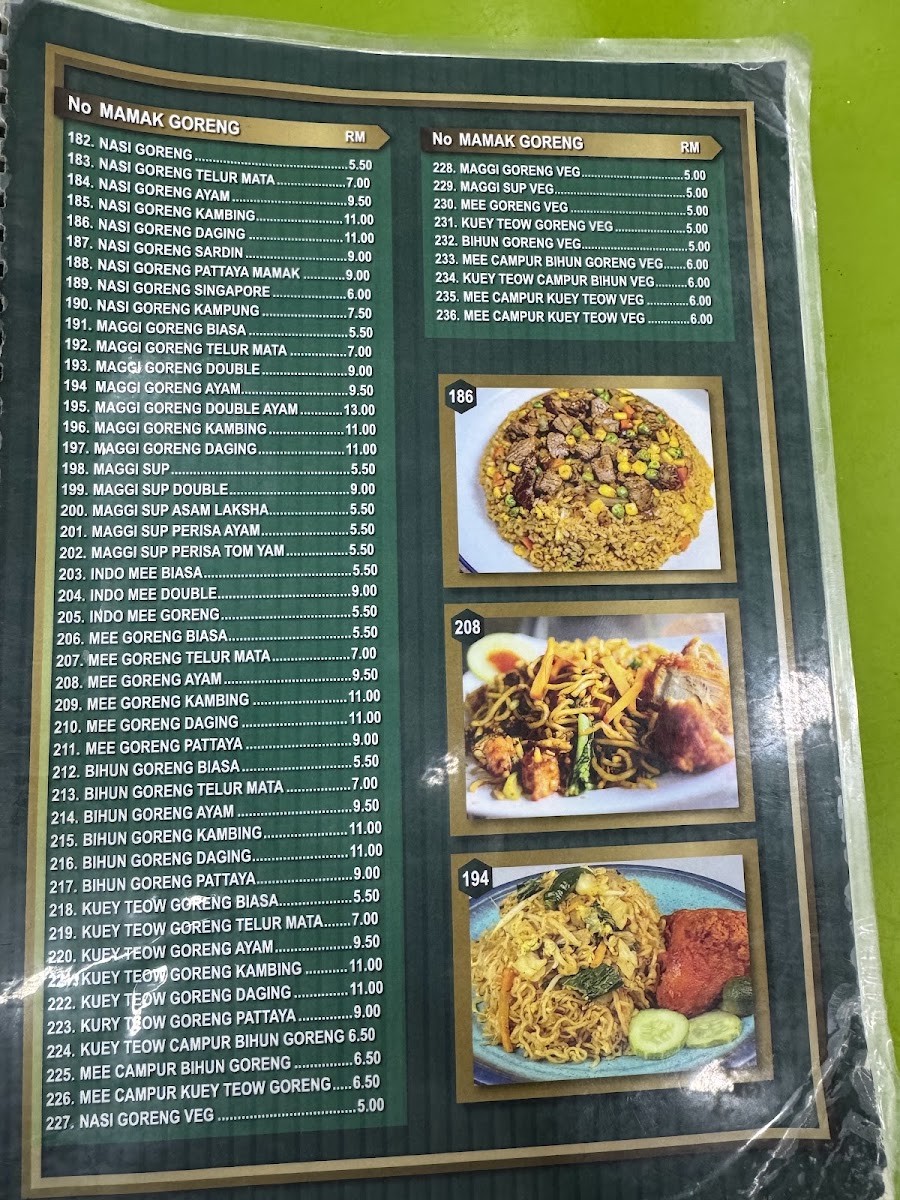 No MAMAK GORENG RM
182. NASI GORENG 5.50
183. NASI GORENG TELUR MATA 7.00
184. NASI GORENG AYAM 9.50
185. NASI GORENG KAMBING 11.00
186. NASI GORENG DAGING 11.00
187. NASI GORENG SARDIN 9.00
188. NASI GORENG PATTAYA MAMAK 9.00
189. NASI GORENG SINGAPORE 6.00
190. NASI GORENG KAMPUNG 7.50
191. MAGGI GORENG BIASA 5.50
192. MAGGI GORENG TELUR MATA 7.00
193. MAGGI GORENG DOUBLE 9.00
194 MAGGI GORENG AYAM 9.50
195. MAGGI GORENG DOUBLE AYAM 13.00
196. MAGGI GORENG KAMBING 11.00
197. MAGGI GORENG DAGING 11.00
198. MAGGI SUP 5.50
199. MAGGI SUP DOUBLE 9.00
200. MAGGI SUP ASAM LAKSHA 5.50
201. MAGGI SUP PERISA AYAM 5.50
202. MAGGI SUP PERISA TOM YAM 5.50
203. INDO MEE BIASA 5.50
204. INDO MEE DOUBLE 9.00
205. INDO MEE GORENG 5.50
206. MEE GORENG BIASA 5.50
207. MEE GORENG TELUR MATA 7.00
208. MEE GORENG AYAM 9.50
209. MEE GORENG KAMBING 11.00
210. MEE GORENG DAGING 11.00
211. MEE GORENG PATTAYA 9.00
212. BIHUN GORENG BIASA 5.50
213. BIHUN GORENG TELUR MATA 7.00
214. BIHUN GORENG AYAM 9.50
215. BIHUN GORENG KAMBING 11.00
216. BIHUN GORENG DAGING 11.00
217. BIHUN GORENG PATTAYA 9.00
218. KUEY TEOW GORENG BIASA 5.50
219. KUEY TEOW GORENG TELUR MATA 7.00
220. KUEY TEOW GORENG AYAM 9.50
221. KUEY TEOW GORENG KAMBING 11.00
222. KUEY TEOW GORENG DAGING 11.00
223. KURY TEOW GORENG PATTAYA 9.00
224. KUEY TEOW CAMPUR BIHUN GORENG 6.50
225. MEE CAMPUR BIHUN GORENG 6.50
226. MEE CAMPUR KUEY TEOW GORENG 6.50
227. NASI GORENG VEG 5.00
No MAMAK GORENG RM
228. MAGGI GORENG VEG 5.00
229. MAGGI SUP VEG 5.00
230. MEE GORENG VEG 5.00
231. KUEY TEOW GORENG VEG 5.00
232. BIHUN GORENG VEG 5.00
233. MEE CAMPUR BIHUN GORENG VEG 6.00
234. KUEY TEOW CAMPUR BIHUN VEG 6.00
235. MEE CAMPUR KUEY TEOW VEG 6.00
236. MEE CAMPUR KUEY TEOW VEG 6.00
186
208
194